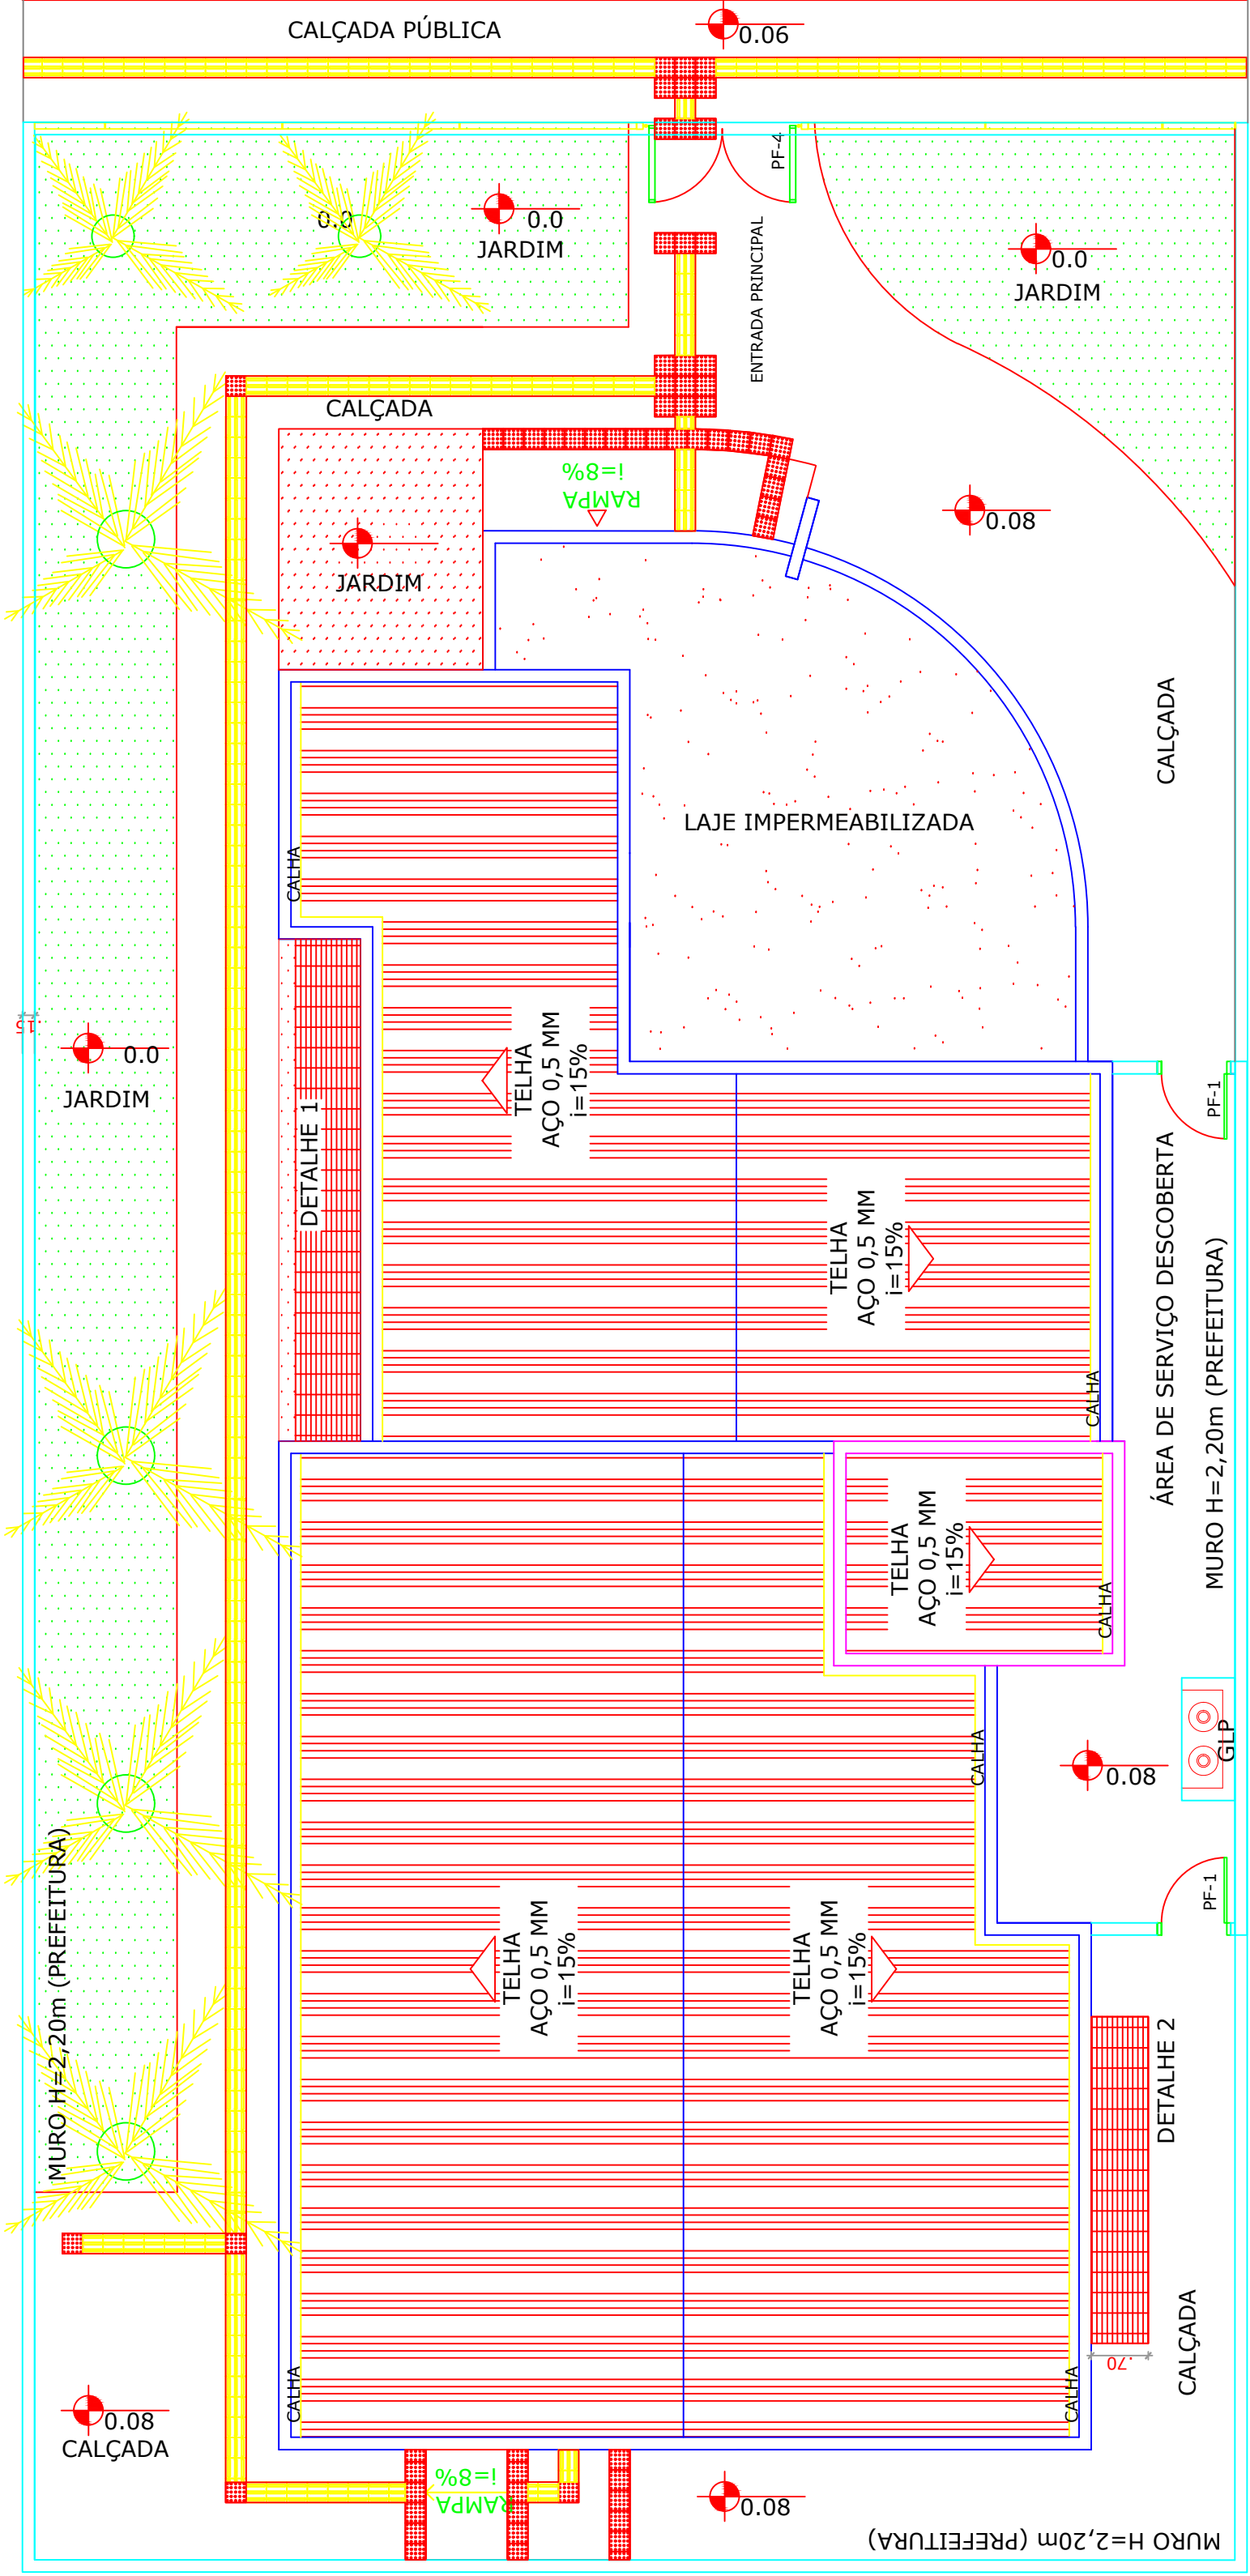 CALÇADA PÚBLICA
0.06
PF-4
0.0
0.0
JARDIM
ENTRADA PRINCIPAL
0.0
JARDIM
CALÇADA
RAMPA
i=8%
0.08
JARDIM
CALÇADA
LAJE IMPERMEABILIZADA
CALHA
.15
0.0
JARDIM
DETALHE 1
TELHA
AÇO 0,5 MM
i=15%
PF-1
TELHA
AÇO 0,5 MM
i=15%
ÁREA DE SERVIÇO DESCOBERTA
MURO H=2,20m (PREFEITURA)
CALHA
TELHA
AÇO 0,5 MM
i=15%
CALHA
CALHA
GLP
0.08
PF-1
MURO H=2,20m (PREFEITURA)
TELHA
AÇO 0,5 MM
i=15%
TELHA
AÇO 0,5 MM
i=15%
DETALHE 2
.70
CALÇADA
CALHA
CALHA
0.08
CALÇADA
RAMPA
i=8%
0.08
MURO H=2,20m (PREFEITURA)